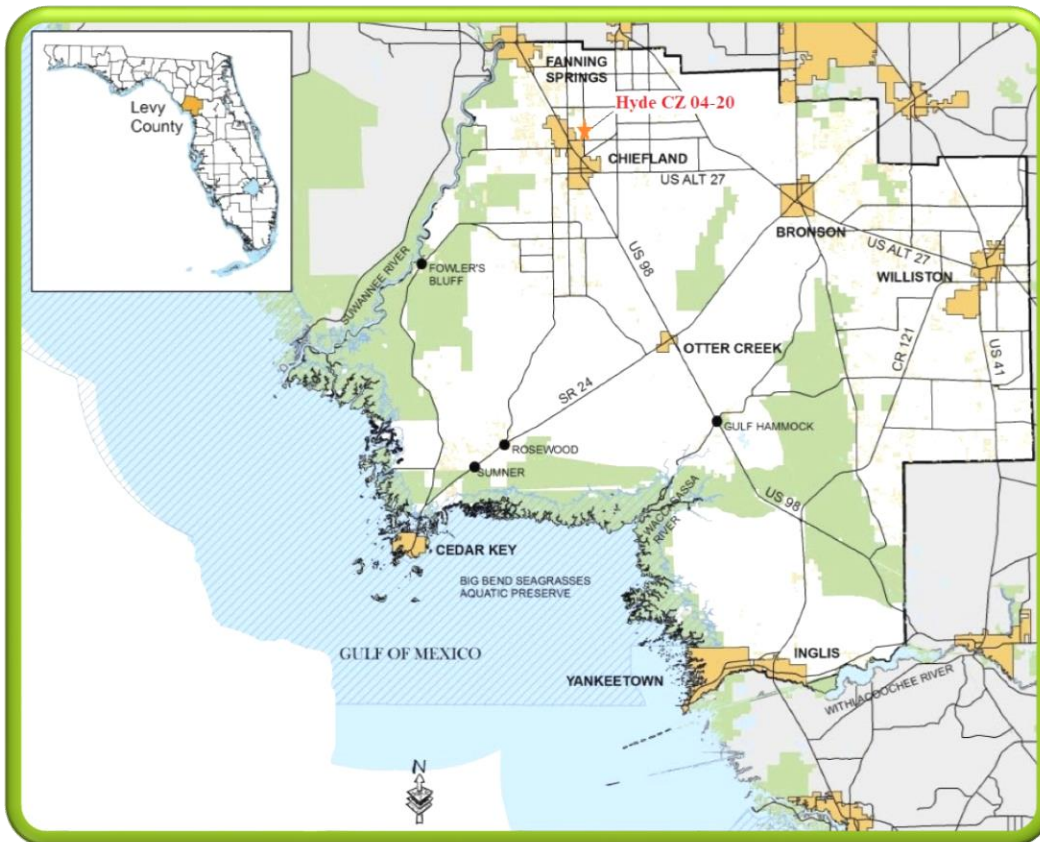 Levy
County
FANNING
SPRINGS
Hyde CZ 04-20
CHIEFLAND
US ALT 27
BRONSON
US ALT 27
WILLISTON
SUWANNEE RIVER
FOWLER'S
BLUFF
US 98
CR 121
US 41
OTTER CREEK
SR 24
GULF HAMMOCK
ROSEWOOD
SUMNER
US 98
WACCASASSA
RIVER
CEDAR KEY
BIG BEND SEAGRASSES
AQUATIC PRESERVE
GULF OF MEXICO
INGLIS
YANKEETOWN
WITHLACOOCHEE RIVER
N